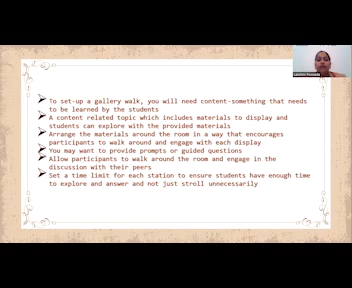 To set-up a gallery walk, you will need content-something that needs
to be learned by the students
A content related topic which includes materials to display and
students can explore with the provided materials
Arrange the materials around the room in a way that encourages
participants to walk around and engage with each display
You may want to provide prompts or guided questions
Allow participants to walk around the room and engage in the
discussion with their peers
Set a time limit for each station to ensure students have enough time
to explore and answer and not just stroll unnecessarily